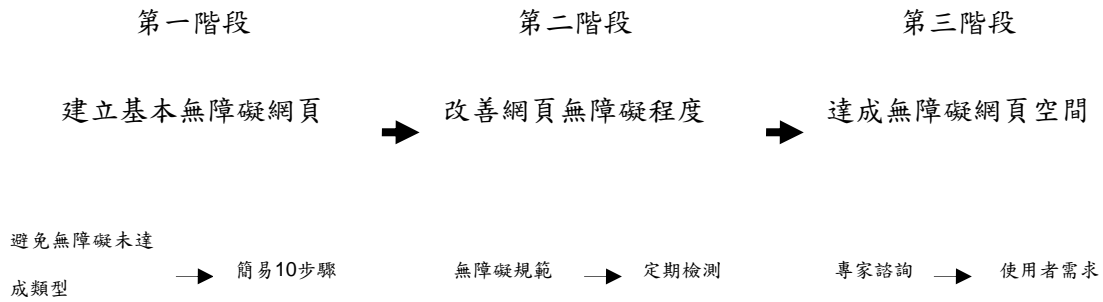 第一階段
第二階段
第三階段
建立基本無障礙網頁
改善網頁無障礙程度
達成無障礙網頁空間
避免無障礙未達
成類型
簡易10步驟
無障礙規範
定期檢測
專家諮詢
使用者需求